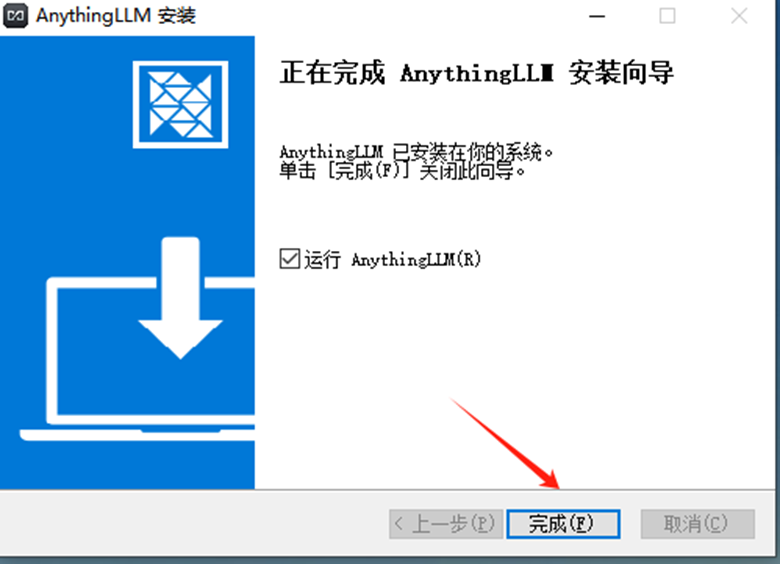 AnythingLLM 安装
正在完成 AnythingLLM 安装向导
AnythingLLM 已安装在你的系统。
单击 [完成(F)] 关闭此向导。
运行 AnythingLLM(R)
< 上一步(P)
完成(F)
取消(C)